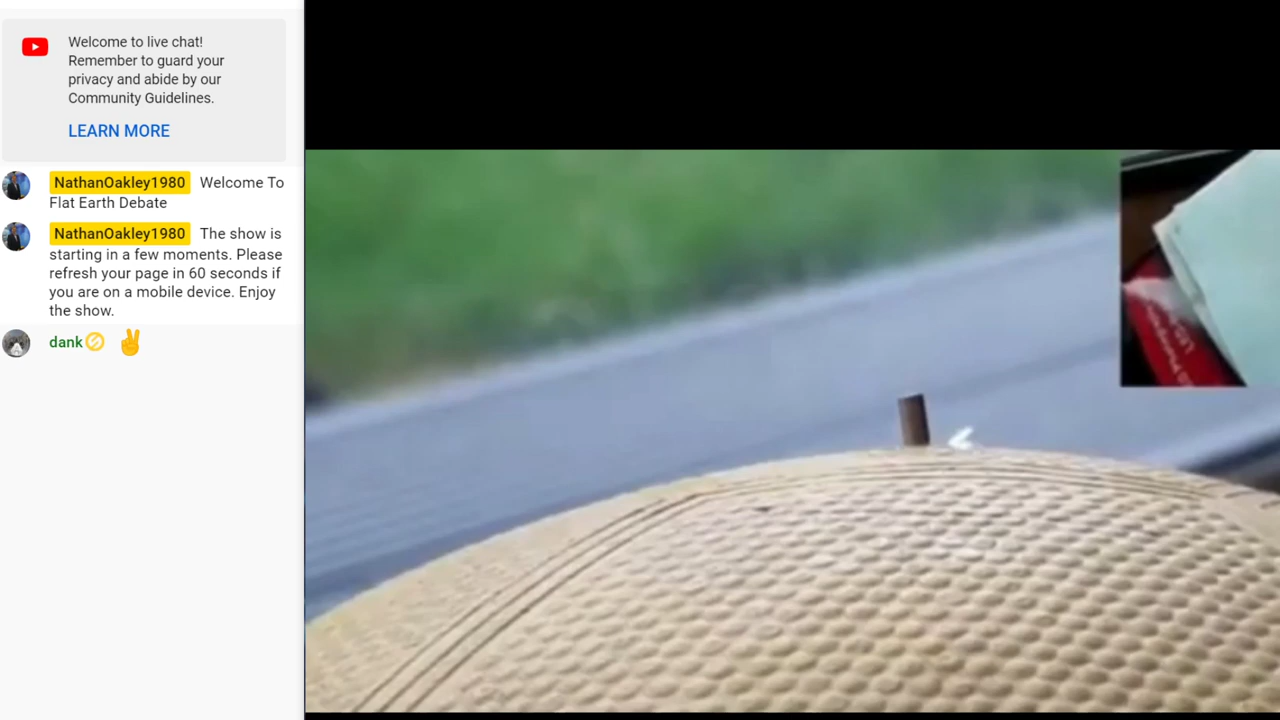 Welcome to live chat!
Remember to guard your
privacy and abide by our
Community Guidelines.
LEARN MORE
NathanOakley1980 Welcome To
Flat Earth Debate
NathanOakley1980 The show is
starting in a few moments. Please
refresh your page in 60 seconds if
you are on a mobile device. Enjoy
the show.
dank